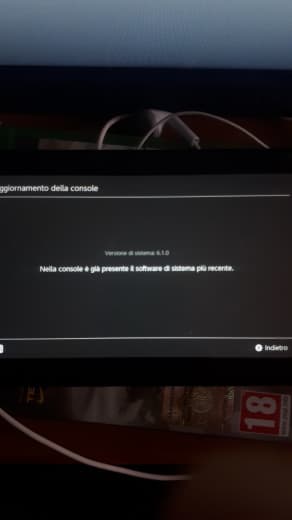 ggiornamento della console
Versione di sistema: 6.1.0
Nella console è già presente il software di sistema più recente.
Indietro
18